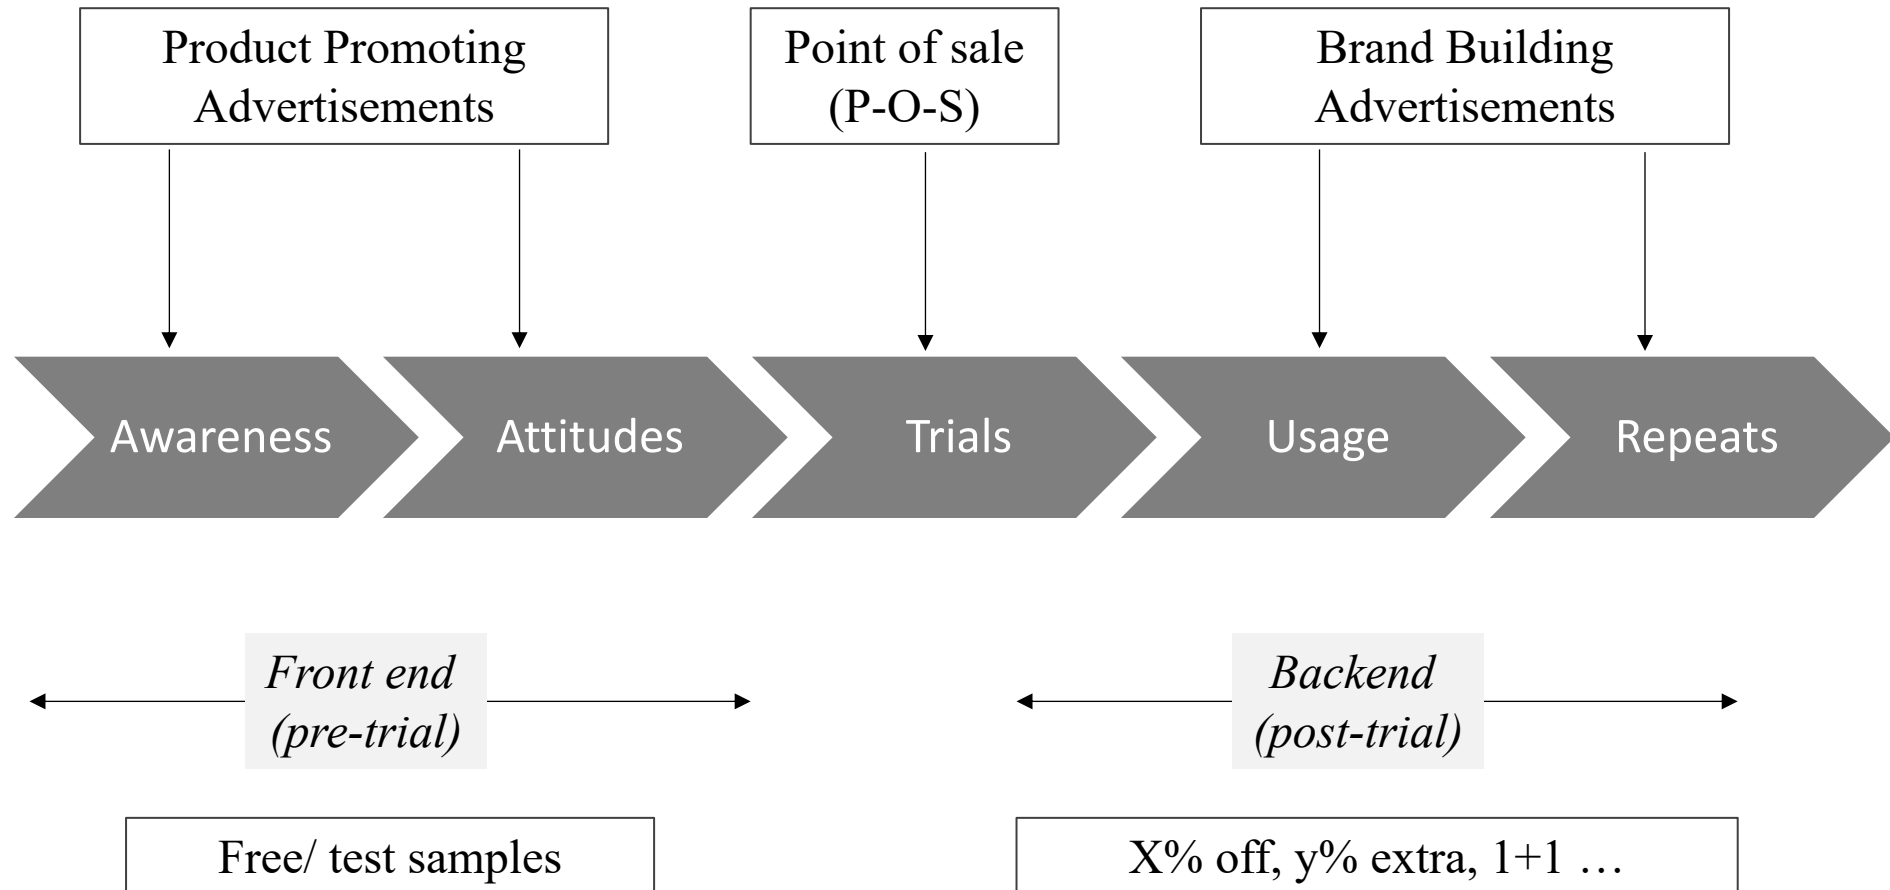 Product Promoting
Advertisements
Point of sale
(P-O-S)
Brand Building
Advertisements
Awareness
Attitudes
Trials
Usage
Repeats
Front end
(pre-trial)
Backend
(post-trial)
Free/ test samples
X% off, y% extra, 1+1 …